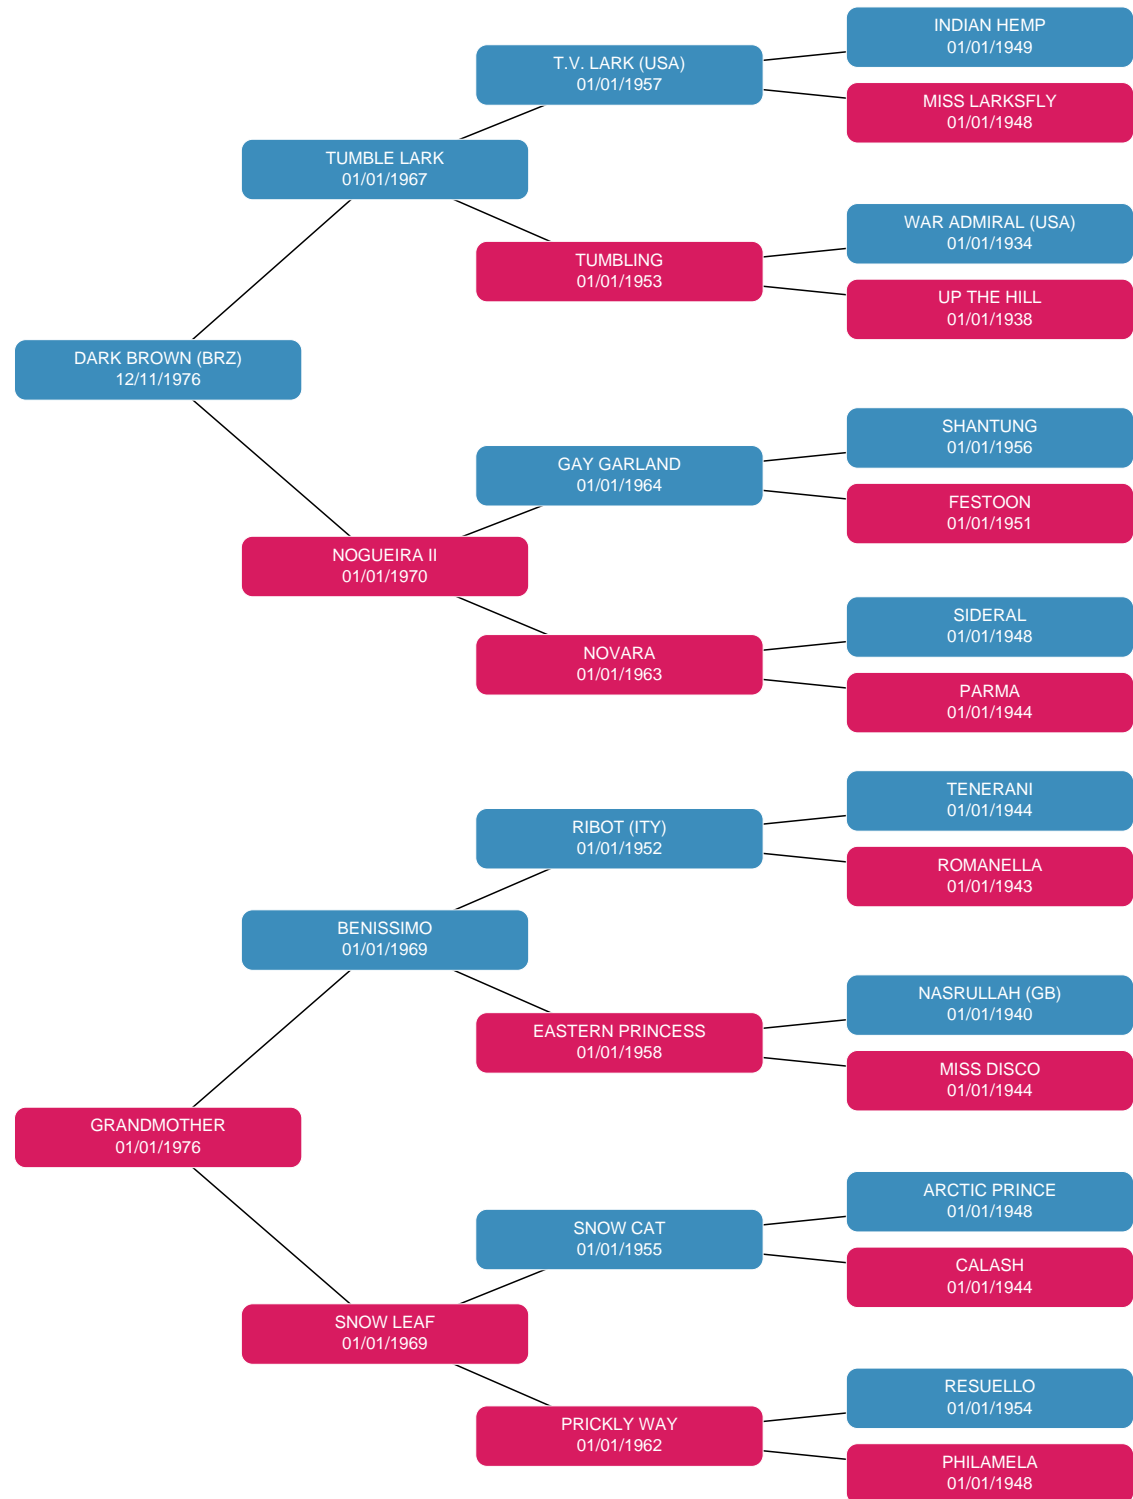 INDIAN HEMP
01/01/1949
T.V. LARK (USA)
01/01/1957
MISS LARKSFLY
01/01/1948
TUMBLE LARK
01/01/1967
WAR ADMIRAL (USA)
01/01/1934
TUMBLING
01/01/1953
UP THE HILL
01/01/1938
DARK BROWN (BRZ)
12/11/1976
SHANTUNG
01/01/1956
GAY GARLAND
01/01/1964
FESTOON
01/01/1951
NOGUEIRA II
01/01/1970
SIDERAL
01/01/1948
NOVARA
01/01/1963
PARMA
01/01/1944
TENERANI
01/01/1944
RIBOT (ITY)
01/01/1952
ROMANELLA
01/01/1943
BENISSIMO
01/01/1969
NASRULLAH (GB)
01/01/1940
EASTERN PRINCESS
01/01/1958
MISS DISCO
01/01/1944
GRANDMOTHER
01/01/1976
ARCTIC PRINCE
01/01/1948
SNOW CAT
01/01/1955
CALASH
01/01/1944
SNOW LEAF
01/01/1969
RESUELLO
01/01/1954
PRICKLY WAY
01/01/1962
PHILAMELA
01/01/1948